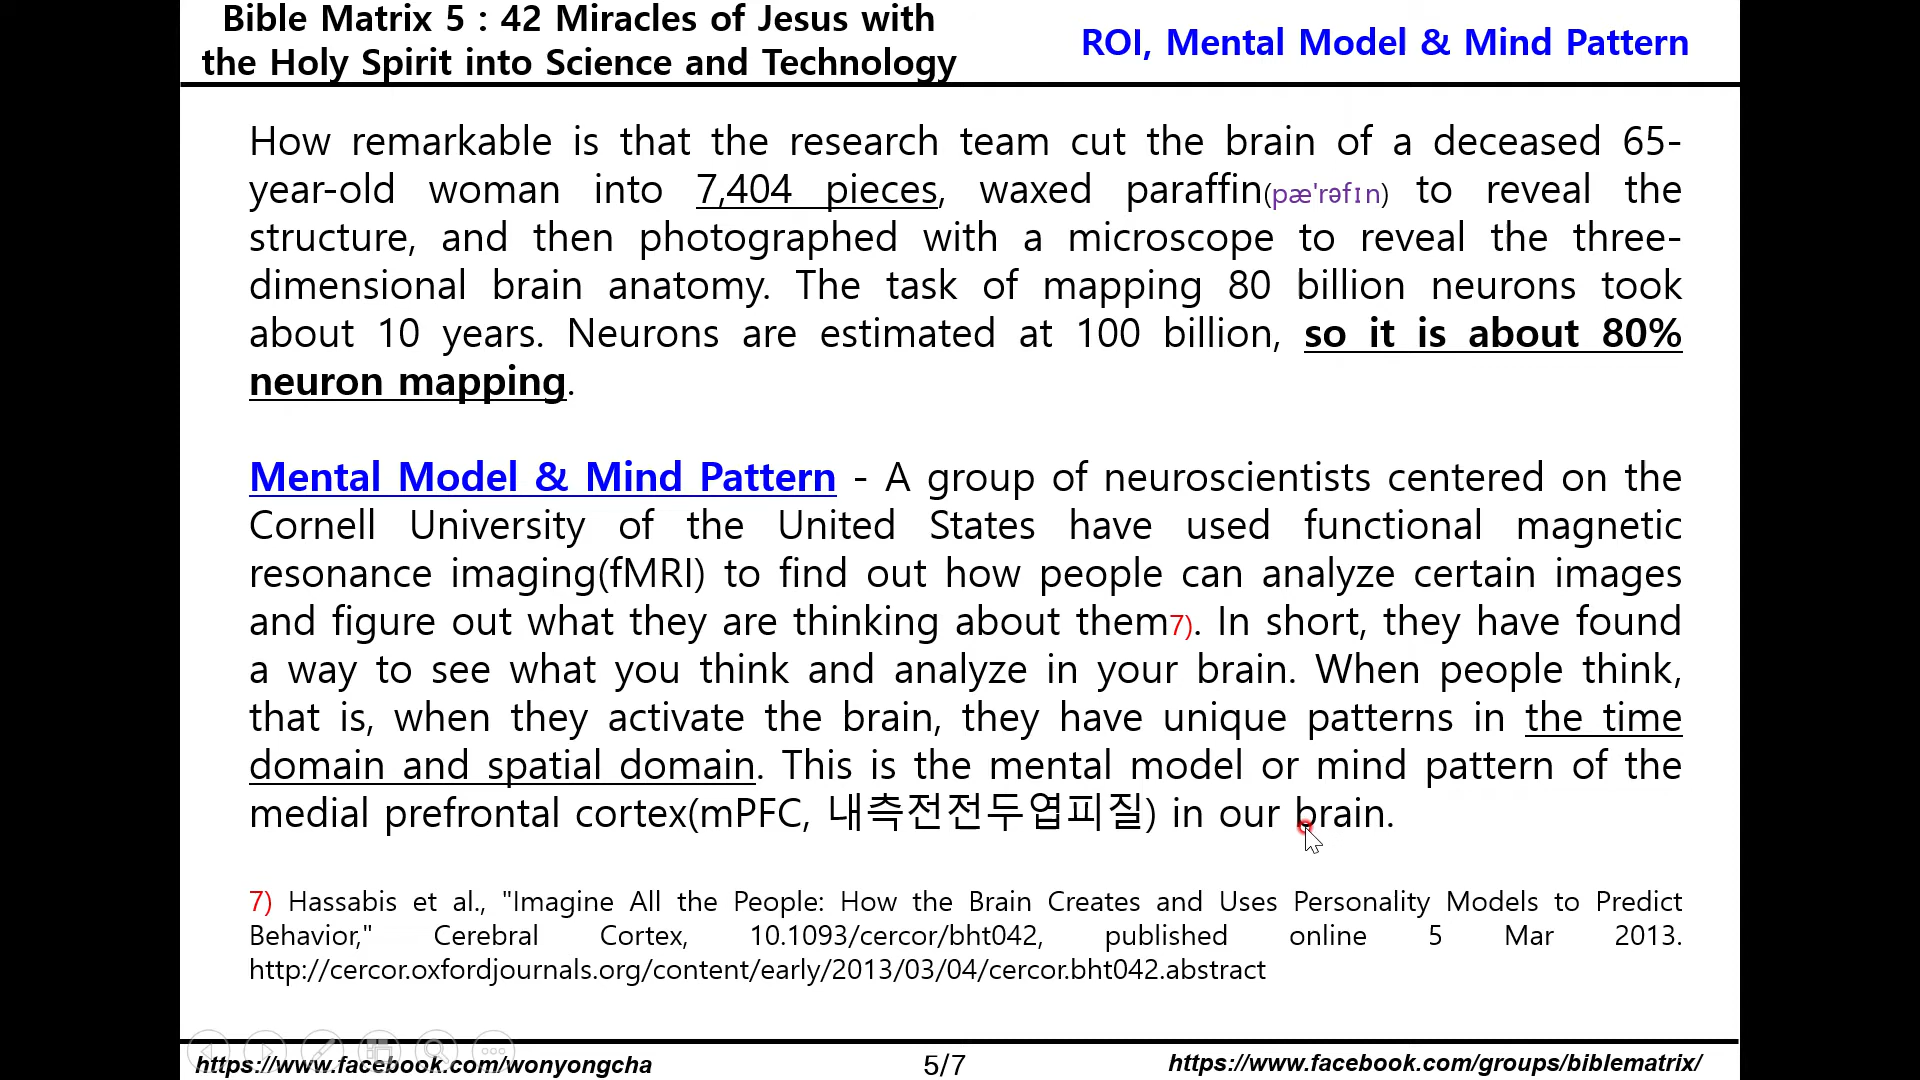 Bible Matrix 5 : 42 Miracles of Jesus with
the Holy Spirit into Science and Technology
ROI, Mental Model & Mind Pattern
How remarkable is that the research team cut the brain of a deceased 65-
year-old woman into 7,404 pieces, waxed paraffin(pæˈrəfɪn) to reveal the
structure, and then photographed with a microscope to reveal the three-
dimensional brain anatomy. The task of mapping 80 billion neurons took
about 10 years. Neurons are estimated at 100 billion, so it is about 80%
neuron mapping.
Mental Model & Mind Pattern - A group of neuroscientists centered on the
Cornell University of the United States have used functional magnetic
resonance imaging(fMRI) to find out how people can analyze certain images
and figure out what they are thinking about them7). In short, they have found
a way to see what you think and analyze in your brain. When people think,
that is, when they activate the brain, they have unique patterns in the time
domain and spatial domain. This is the mental model or mind pattern of the
medial prefrontal cortex(mPFC, 내측전전두엽피질) in our brain.
7) Hassabis et al., "Imagine All the People: How the Brain Creates and Uses Personality Models to Predict
Behavior," Cerebral Cortex, 10.1093/cercor/bht042, published online 5 Mar 2013.
http://cercor.oxfordjournals.org/content/early/2013/03/04/cercor.bht042.abstract
https://www.facebook.com/wonyongcha
5/7
https://www.facebook.com/groups/biblematrix/